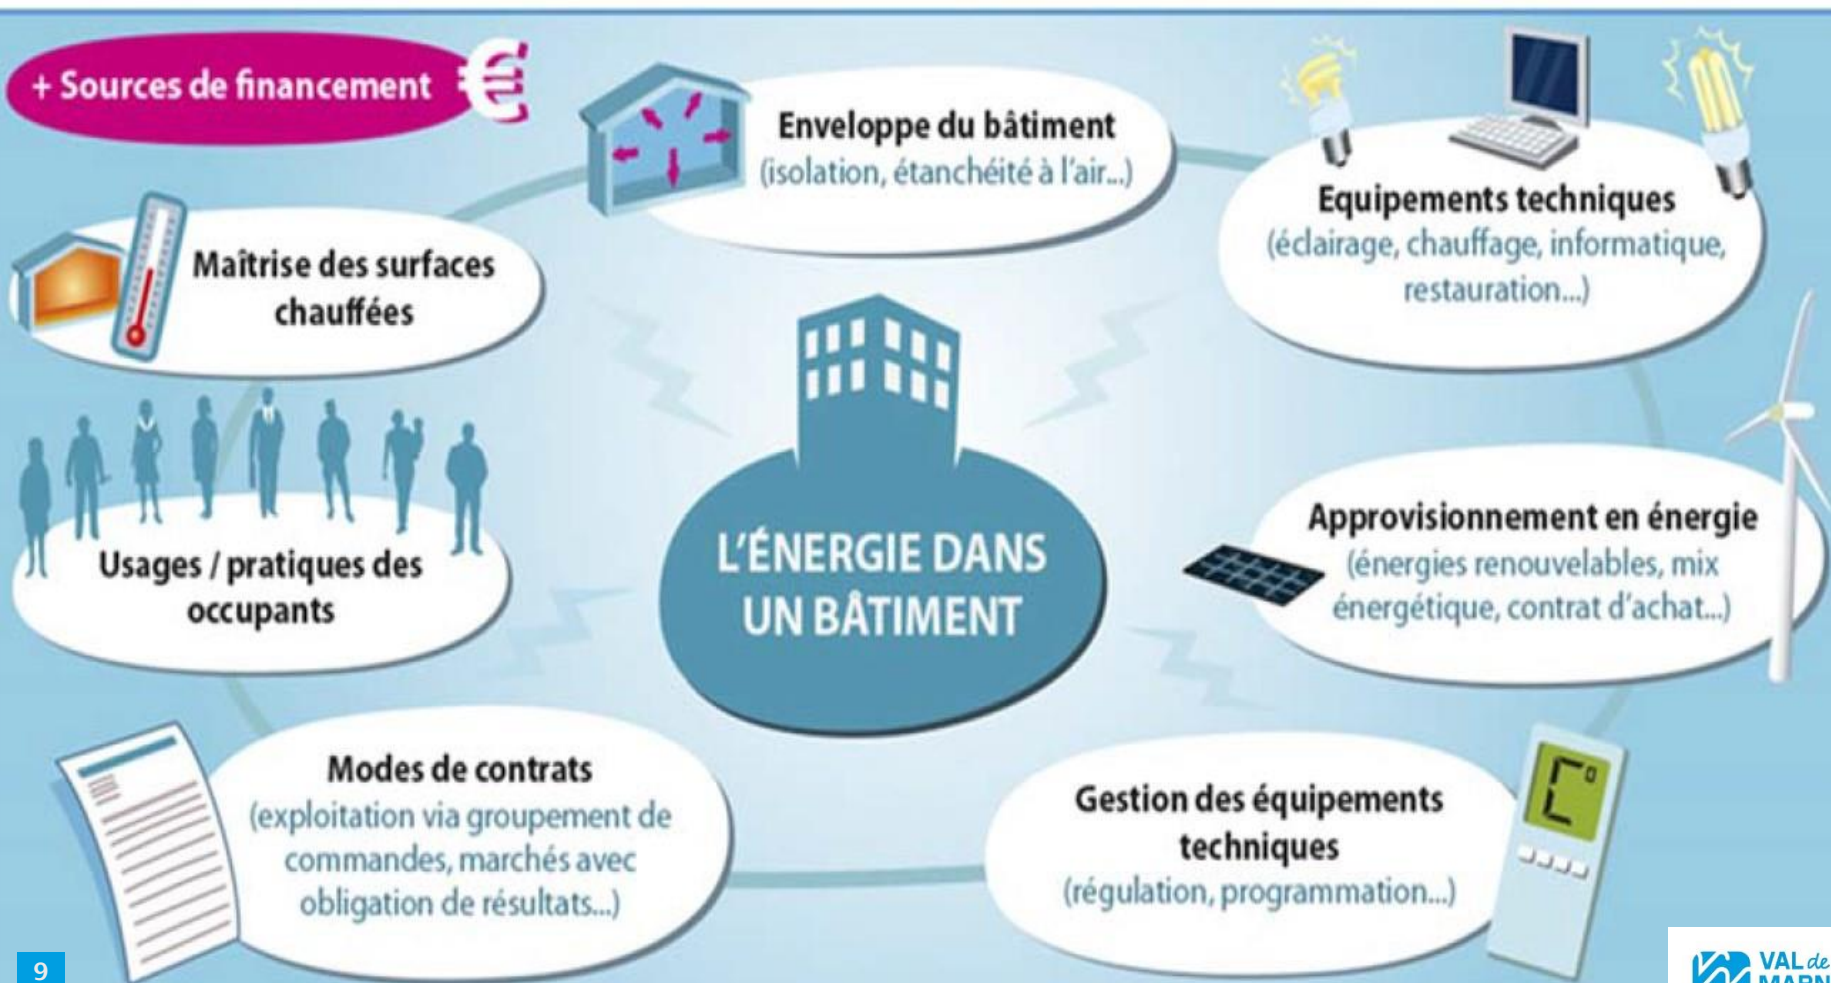 + Sources de financement €
Enveloppe du bâtiment
(isolation, étanchéité à l'air...)
Equipements techniques
(éclairage, chauffage, informatique,
restauration...)
Maîtrise des surfaces
chauffées
Usages / pratiques des
occupants
L'ÉNERGIE DANS
UN BÂTIMENT
Approvisionnement en énergie
(énergies renouvelables, mix
énergétique, contrat d'achat...)
Modes de contrats
(exploitation via groupement de
commandes, marchés avec
obligation de résultats...)
Gestion des équipements
techniques
(régulation, programmation...)
C°
9
VAL de